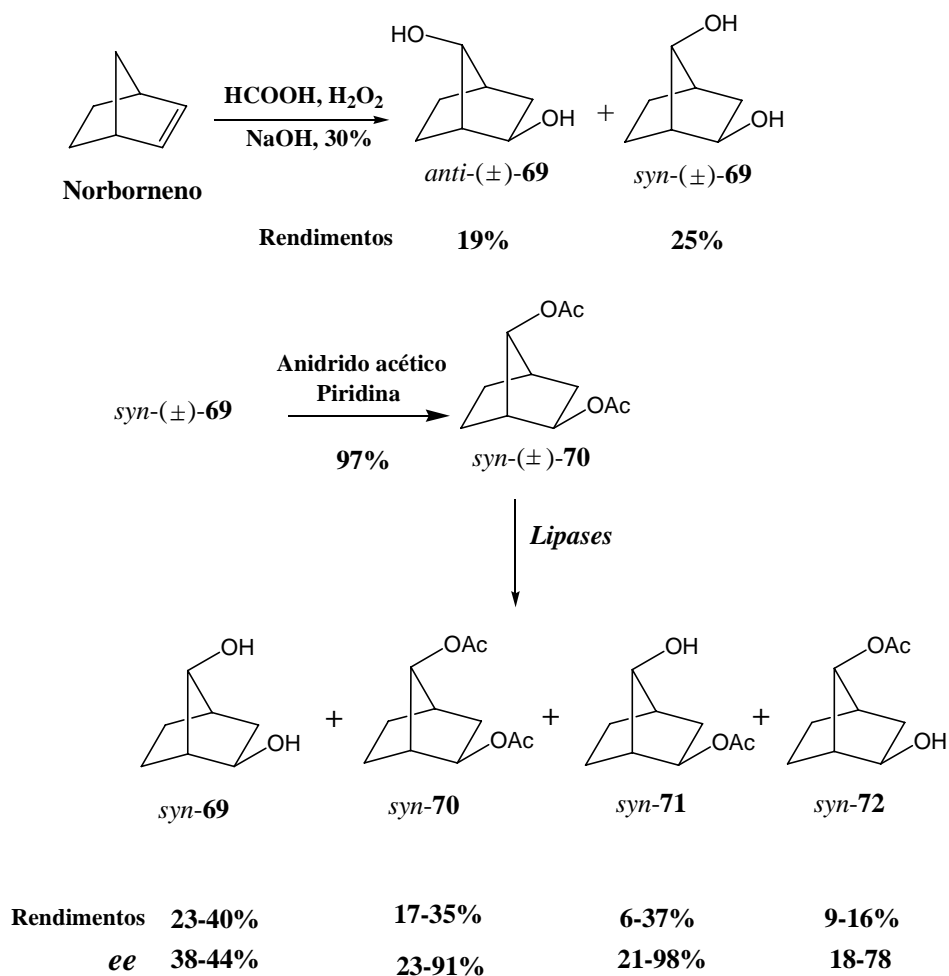 HO
OH
HCOOH, H2O2
NaOH, 30%
OH
+
OH
Norborneno
anti-(±)-69
syn-(±)-69
Rendimentos 19% 25%
OAc
Anidrido acético
Piridina
syn-(±)-69
OAc
97%
syn-(±)-70
Lipases
OH
OAc
OH
OAc
+
+
+
OH
OAc
OAc
OH
syn-69
syn-70
syn-71
syn-72
Rendimentos 23-40% 17-35% 6-37% 9-16%
ee 38-44% 23-91% 21-98% 18-78